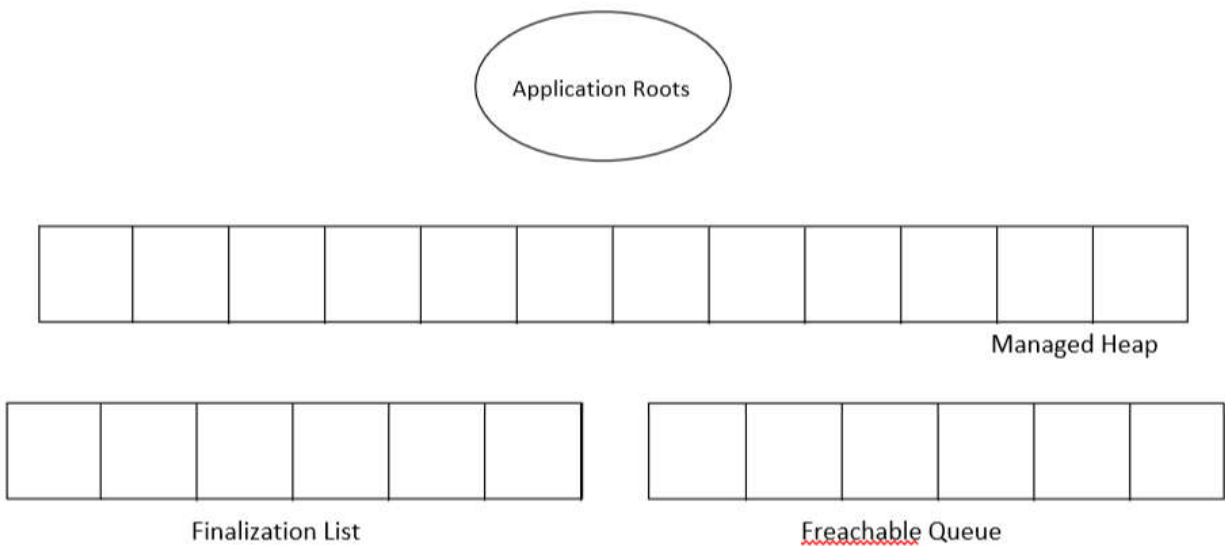 Application Roots
Managed Heap
Finalization List
Freachable Queue